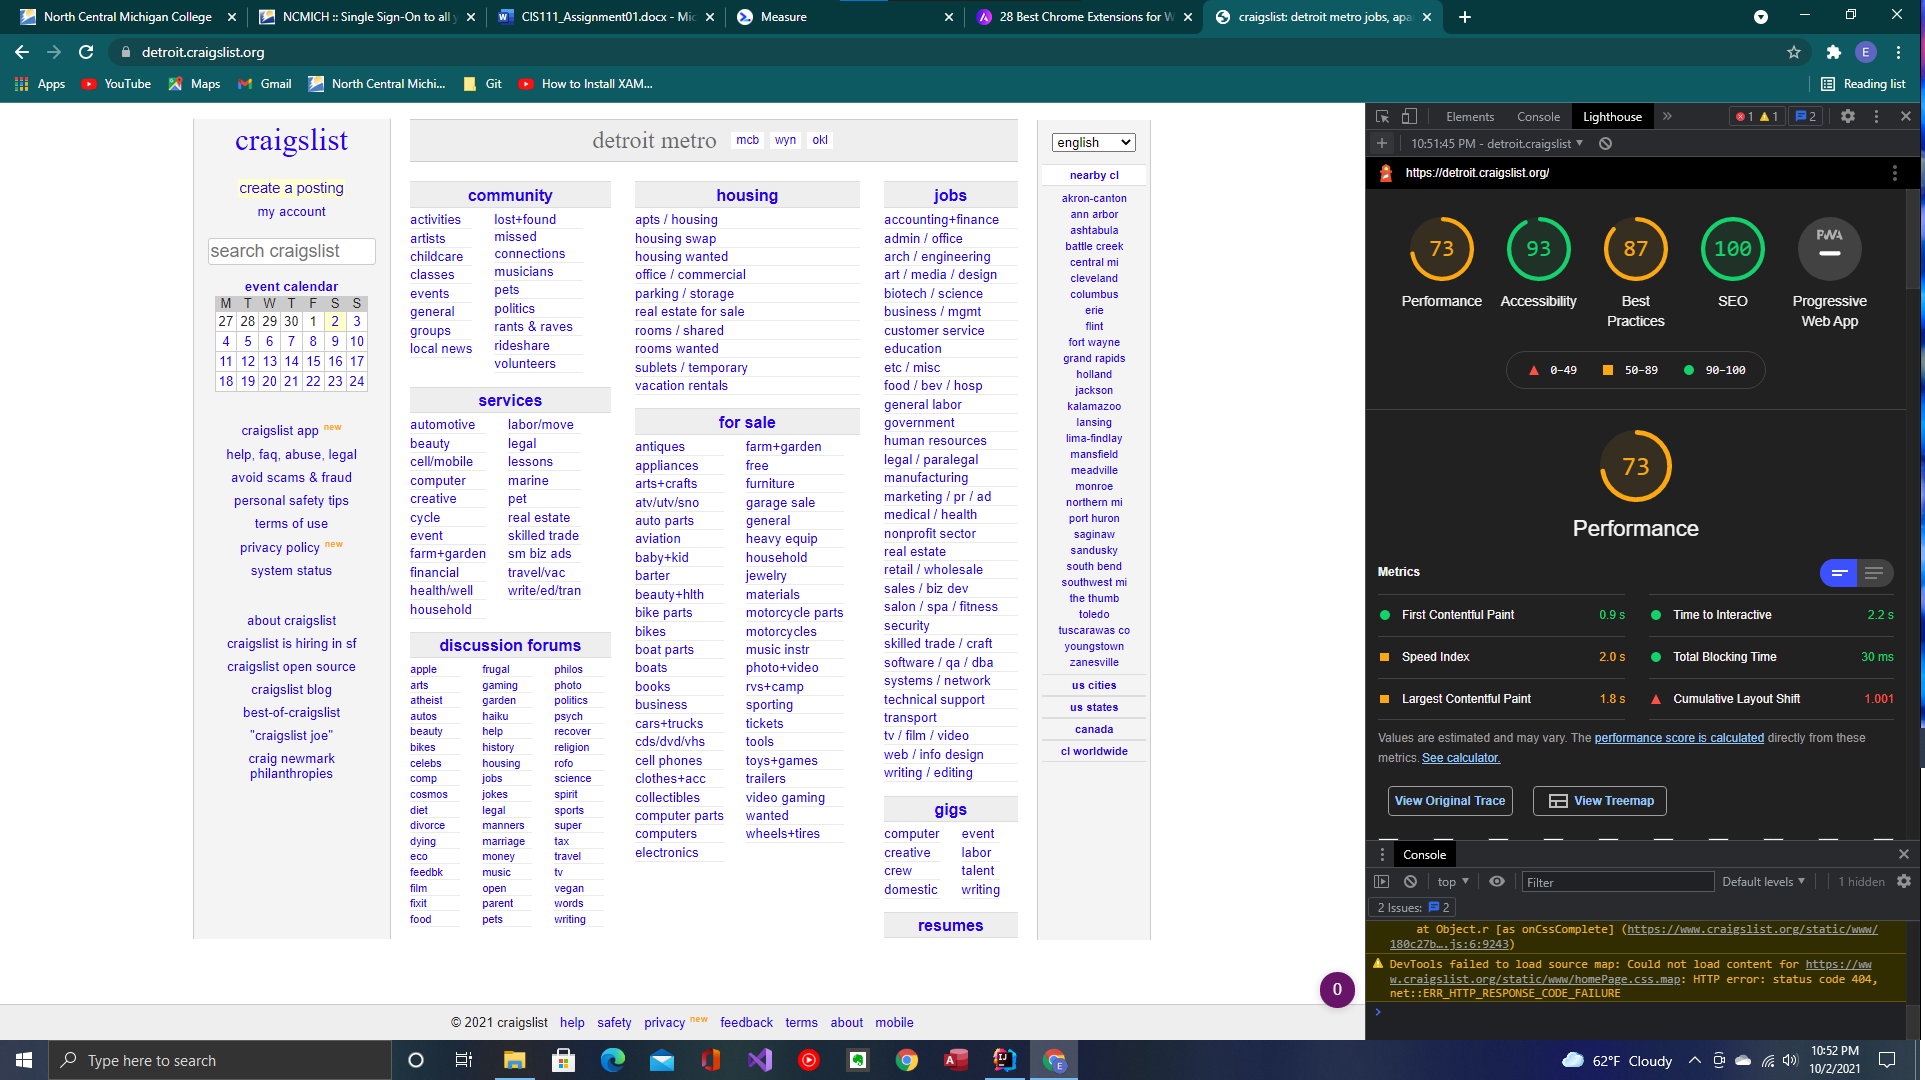 North Central Michigan College
NCMICH :: Single Sign-On to all
CIS111_Assignment01.docx - Mic
Measure
28 Best Chrome Extensions for W
craigslist: detroit metro jobs, apa
detroit.craigslist.org
E
Apps
YouTube
Maps
Gmail
North Central Michi...
Git
How to Install XAM...
Reading list
craigslist
create a posting
my account
search craigslist
event calendar
M T W T F S S
27 28 29 30 1 2 3
4 5 6 7 8 9 10
11 12 13 14 15 16 17
18 19 20 21 22 23 24
craigslist app new
help, faq, abuse, legal
avoid scams & fraud
personal safety tips
terms of use
privacy policy new
system status
about craigslist
craigslist is hiring in sf
craigslist open source
craigslist blog
best-of-craigslist
"craigslist joe"
craig newmark
philanthropies
detroit metro mcb wyn okl
community
activities
artists
childcare
classes
events
general
groups
local news
lost+found
missed
connections
musicians
pets
politics
rants & raves
rideshare
volunteers
services
automotive
beauty
cell/mobile
computer
creative
cycle
event
farm+garden
financial
health/well
household
labor/move
legal
lessons
marine
pet
real estate
skilled trade
sm biz ads
travel/vac
write/ed/tran
discussion forums
apple
arts
atheist
autos
beauty
bikes
celebs
comp
cosmos
diet
divorce
dying
eco
feedbk
film
fixit
food
frugal
gaming
garden
haiku
help
history
housing
jobs
jokes
legal
manners
marriage
money
music
open
parent
pets
philos
photo
politics
psych
recover
religion
rofo
science
spirit
sports
super
tax
travel
tv
vegan
words
writing
housing
apts / housing
housing swap
housing wanted
office / commercial
parking / storage
real estate for sale
rooms / shared
rooms wanted
sublets / temporary
vacation rentals
for sale
antiques
appliances
arts+crafts
atv/utv/sno
auto parts
aviation
baby+kid
barter
beauty+hlth
bike parts
bikes
boat parts
boats
books
business
cars+trucks
cds/dvd/vhs
cell phones
clothes+acc
collectibles
computer parts
computers
electronics
farm+garden
free
furniture
garage sale
general
heavy equip
household
jewelry
materials
motorcycle parts
motorcycles
music instr
photo+video
rvs+camp
sporting
tickets
tools
toys+games
trailers
video gaming
wanted
wheels+tires
jobs
accounting+finance
admin / office
arch / engineering
art / media / design
biotech / science
business / mgmt
customer service
education
etc / misc
food / bev / hosp
general labor
government
human resources
legal / paralegal
manufacturing
marketing / pr / ad
medical / health
nonprofit sector
real estate
retail / wholesale
sales / biz dev
salon / spa / fitness
security
skilled trade / craft
software / qa / dba
systems / network
technical support
transport
tv / film / video
web / info design
writing / editing
gigs
computer
creative
crew
domestic
event
labor
talent
writing
resumes
english
nearby cl
akron-canton
ann arbor
ashtabula
battle creek
central mi
cleveland
columbus
erie
flint
fort wayne
grand rapids
holland
jackson
kalamazoo
lansing
lima-findlay
mansfield
meadville
monroe
northern mi
port huron
saginaw
sandusky
south bend
southwest mi
the thumb
toledo
tuscarawas co
youngstown
zanesville
us cities
us states
canada
cl worldwide
0
© 2021 craigslist help safety privacy new feedback terms about mobile
Elements Console Lighthouse » 1 1 2
10:51:45 PM - detroit.craigslist
https://detroit.craigslist.org/
73 93 87 100 PWA
Performance Accessibility Best Practices SEO Progressive Web App
0–49 50–89 90–100
73
Performance
Metrics
First Contentful Paint 0.9 s
Time to Interactive 2.2 s
Speed Index 2.0 s
Total Blocking Time 30 ms
Largest Contentful Paint 1.8 s
Cumulative Layout Shift 1.001
Values are estimated and may vary. The performance score is calculated directly from these
metrics. See calculator.
View Original Trace
View Treemap
Console
top Filter Default levels 1 hidden
2 Issues: 2
at Object.r [as onCssComplete] (https://www.craigslist.org/static/www/
180c27b….js:6:9243)
DevTools failed to load source map: Could not load content for https://ww
w.craigslist.org/static/www/homePage.css.map: HTTP error: status code 404,
net::ERR_HTTP_RESPONSE_CODE_FAILURE
Type here to search
62°F Cloudy
10:52 PM
10/2/2021